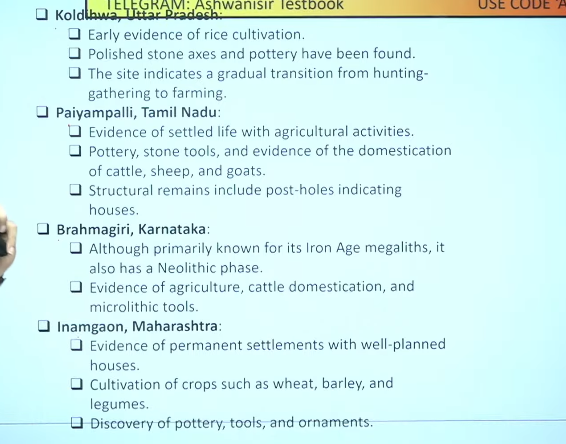 TELEGRAM: Ashwanisir Testbook
USE CODE 'A
❑ Koldihwa, Uttar Pradesh:
❑ Early evidence of rice cultivation.
❑ Polished stone axes and pottery have been found.
❑ The site indicates a gradual transition from hunting-
gathering to farming.
❑ Paiyampalli, Tamil Nadu:
❑ Evidence of settled life with agricultural activities.
❑ Pottery, stone tools, and evidence of the domestication
of cattle, sheep, and goats.
❑ Structural remains include post-holes indicating
houses.
❑ Brahmagiri, Karnataka:
❑ Although primarily known for its Iron Age megaliths, it
also has a Neolithic phase.
❑ Evidence of agriculture, cattle domestication, and
microlithic tools.
❑ Inamgaon, Maharashtra:
❑ Evidence of permanent settlements with well-planned
houses.
❑ Cultivation of crops such as wheat, barley, and
legumes.
❑ Discovery of pottery, tools, and ornaments.